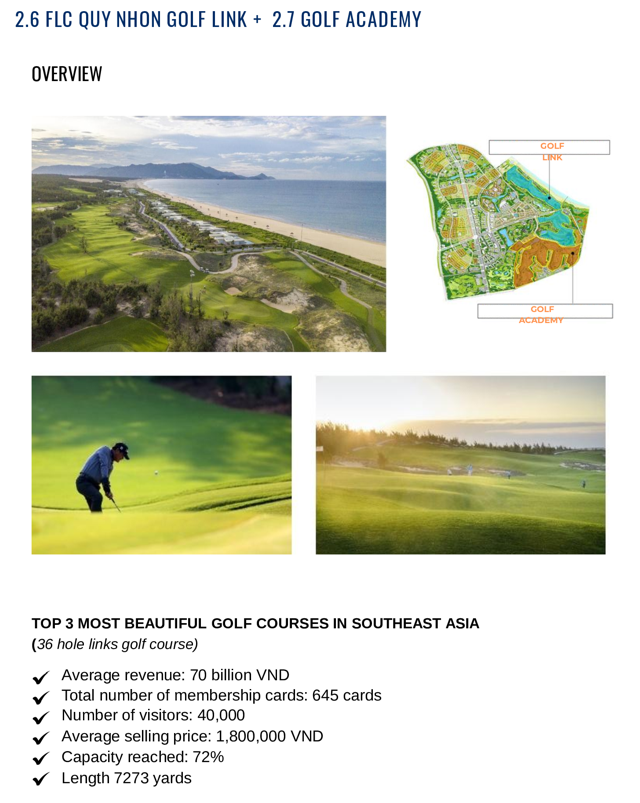 2.6 FLC QUY NHON GOLF LINK + 2.7 GOLF ACADEMY
OVERVIEW
GOLF
LINK
GOLF
ACADEMY
TOP 3 MOST BEAUTIFUL GOLF COURSES IN SOUTHEAST ASIA
(36 hole links golf course)
✓ Average revenue: 70 billion VND
✓ Total number of membership cards: 645 cards
✓ Number of visitors: 40,000
✓ Average selling price: 1,800,000 VND
✓ Capacity reached: 72%
✓ Length 7273 yards